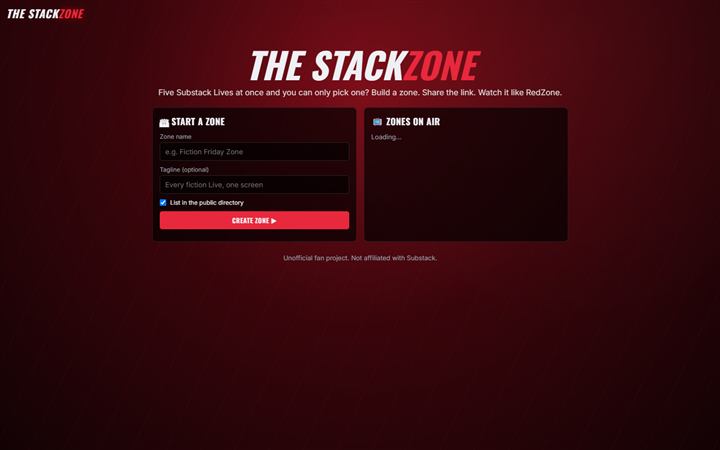 THE STACKZONE
THE STACKZONE
Five Substack Lives at once and you can only pick one? Build a zone. Share the link. Watch it like RedZone.
START A ZONE
Zone name
e.g. Fiction Friday Zone
Tagline (optional)
Every fiction Live, one screen
List in the public directory
CREATE ZONE ▶
ZONES ON AIR
Loading...
Unofficial fan project. Not affiliated with Substack.